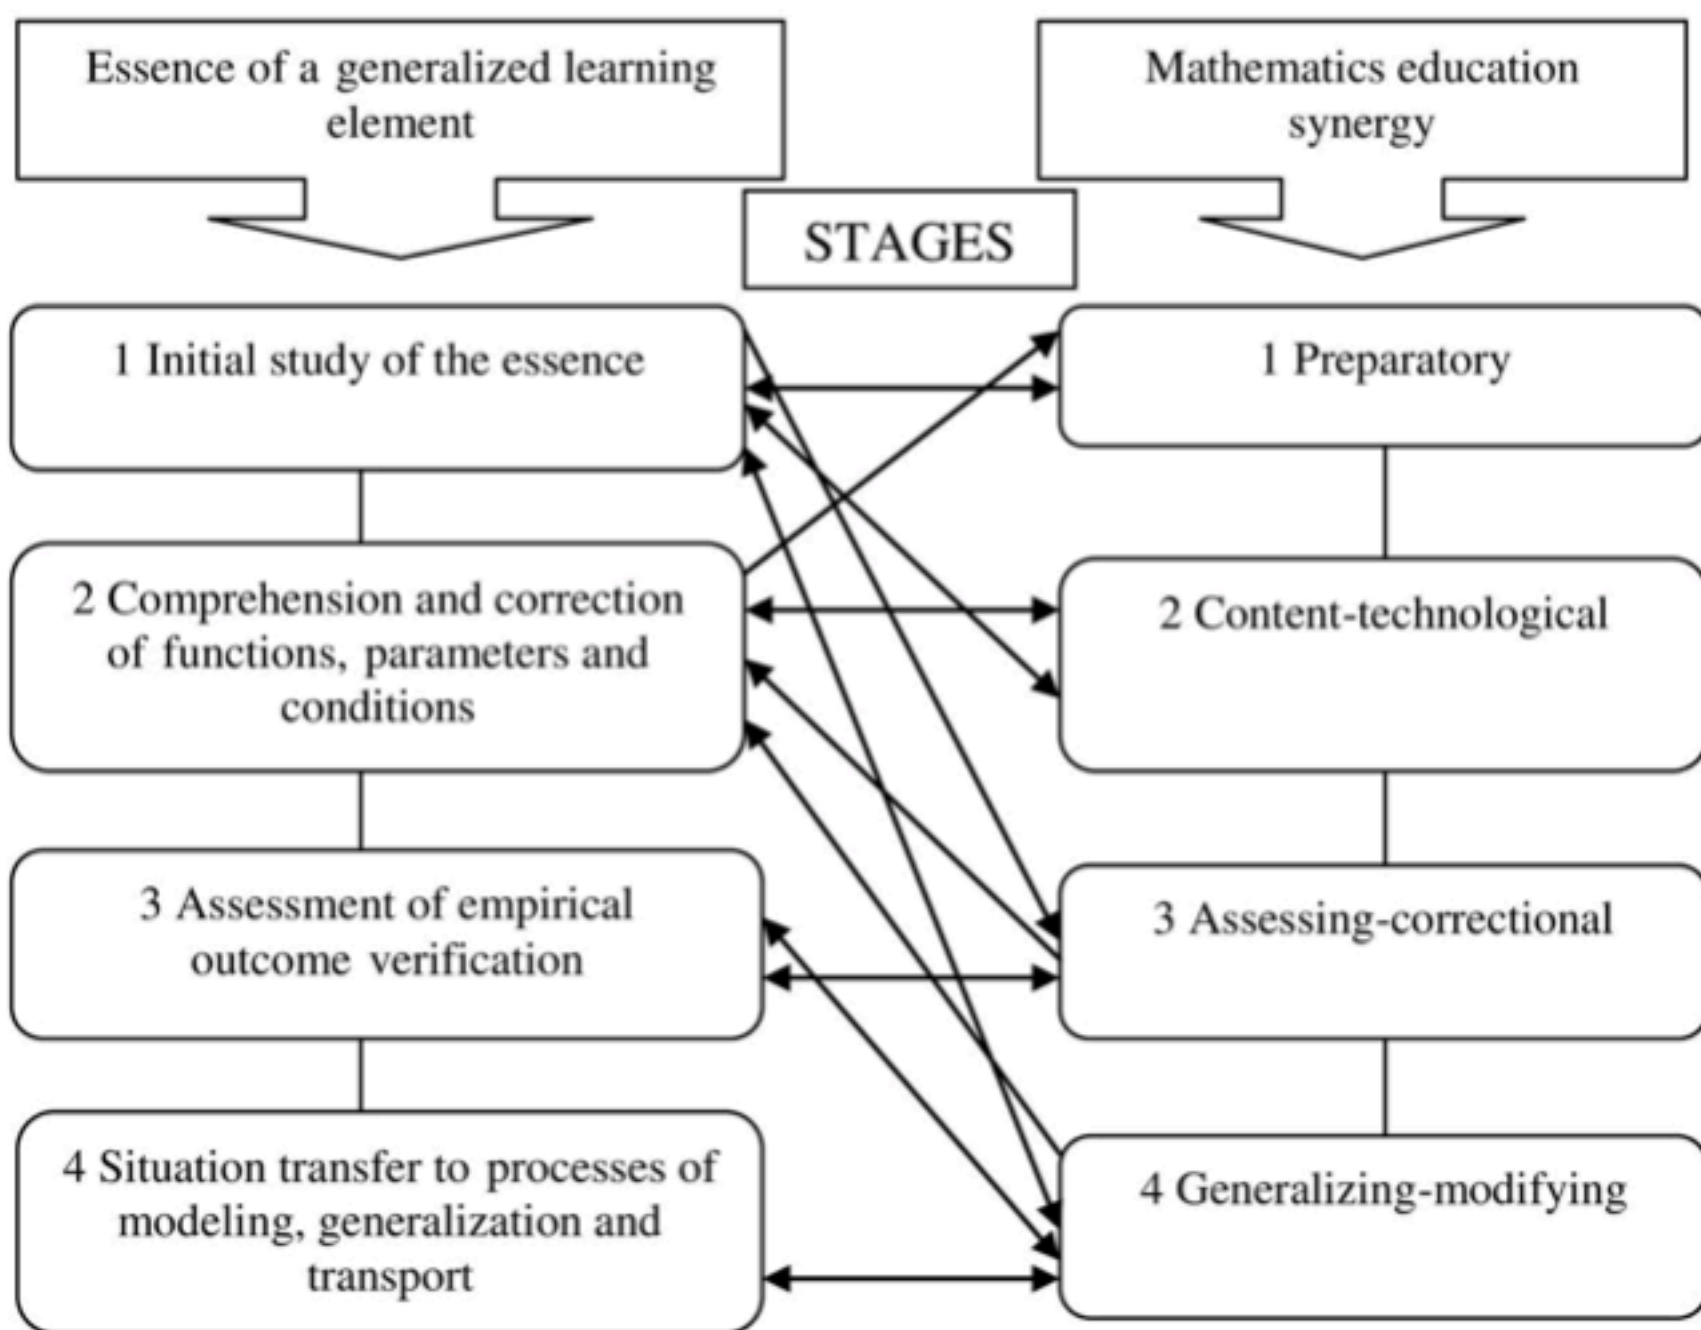 Essence of a generalized learning
element
Mathematics education
synergy
STAGES
1 Initial study of the essence
1 Preparatory
2 Comprehension and correction
of functions, parameters and
conditions
2 Content-technological
3 Assessment of empirical
outcome verification
3 Assessing-correctional
4 Situation transfer to processes of
modeling, generalization and
transport
4 Generalizing-modifying